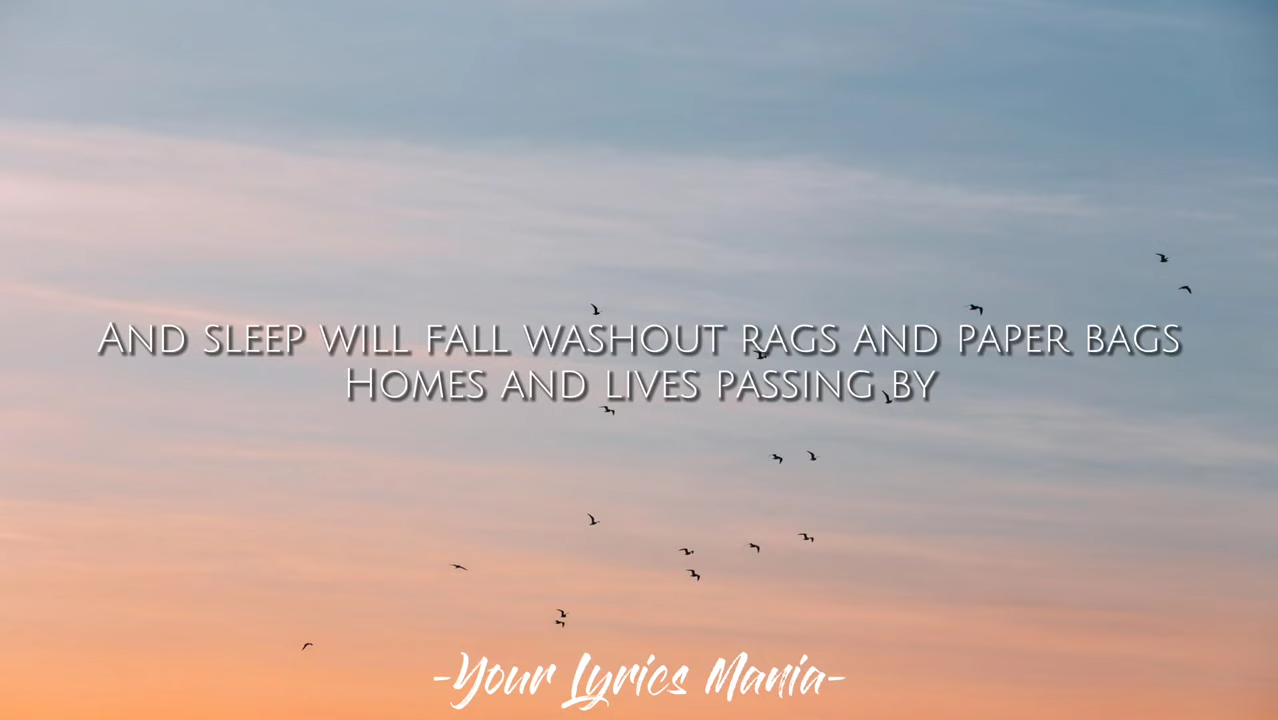 And sleep will fall washout rags and paper bags
Homes and lives passing by
-Your Lyrics Mania-